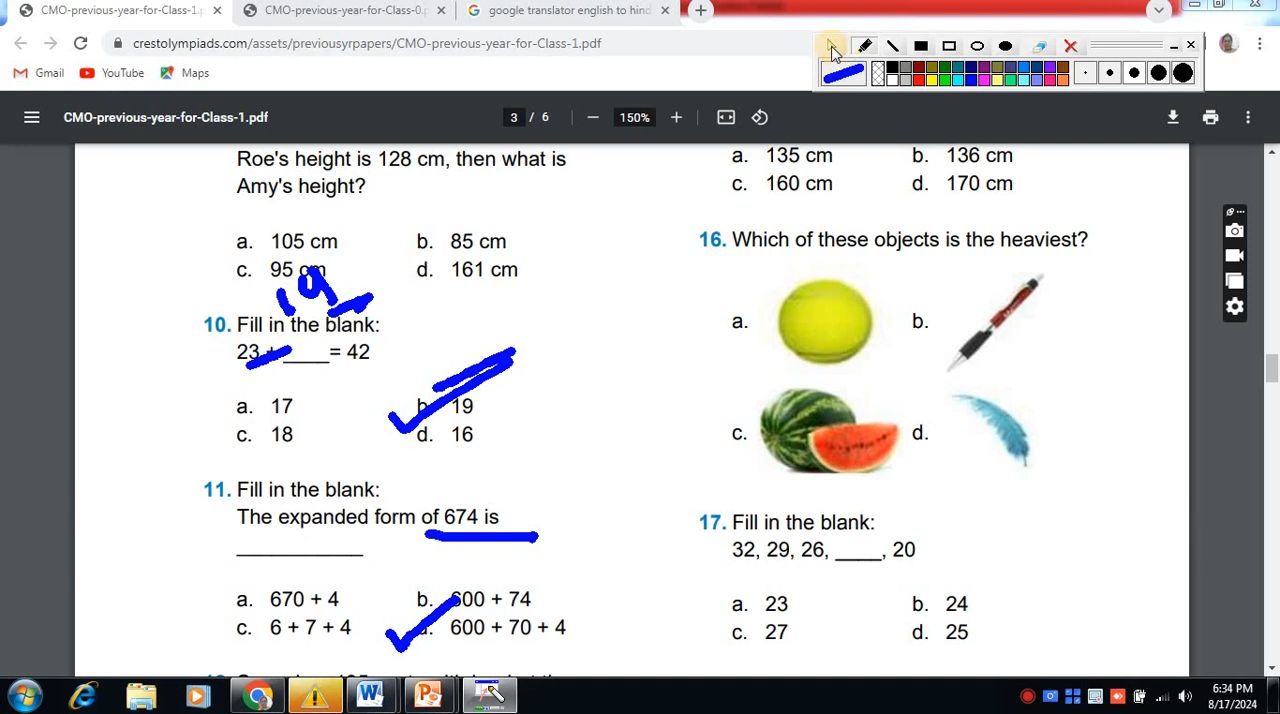 CMO-previous-year-for-Class-1.p
CMO-previous-year-for-Class-0.p
google translator english to hind
crestolympiads.com/assets/previousyrpapers/CMO-previous-year-for-Class-1.pdf
Gmail
YouTube
Maps
CMO-previous-year-for-Class-1.pdf
3 / 6
150%
Roe's height is 128 cm, then what is
Amy's height?
a. 105 cm
b. 85 cm
c. 95 cm
d. 161 cm
19
10. Fill in the blank:
23 + ____= 42
a. 17
b. 19
c. 18
d. 16
11. Fill in the blank:
The expanded form of 674 is
___________
a. 670 + 4
b. 600 + 74
c. 6 + 7 + 4
d. 600 + 70 + 4
a. 135 cm
b. 136 cm
c. 160 cm
d. 170 cm
16. Which of these objects is the heaviest?
a.
b.
c.
d.
17. Fill in the blank:
32, 29, 26, ____, 20
a. 23
b. 24
c. 27
d. 25
6:34 PM
8/17/2024